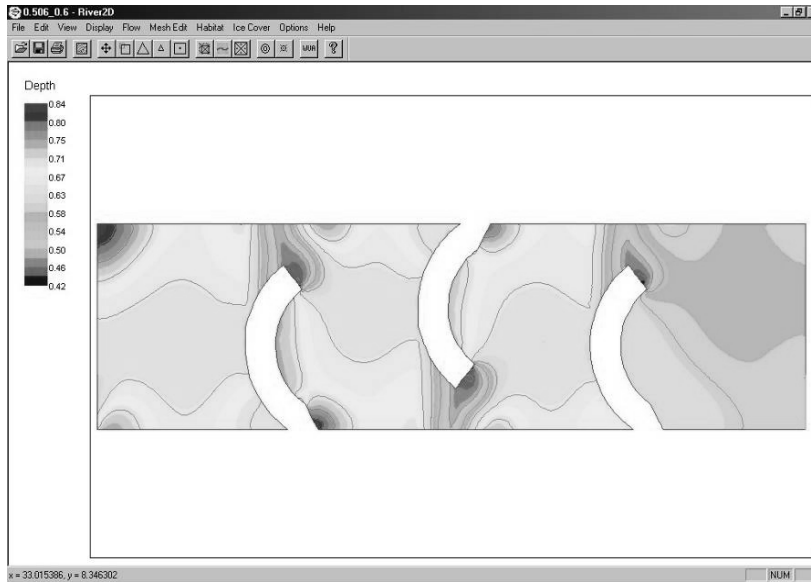 0.506_0.6 - River2D
File Edit View Display Flow Mesh Edit Habitat Ice Cover Options Help
WUA ?
Depth
0.84
0.80
0.75
0.71
0.67
0.63
0.58
0.54
0.50
0.46
0.42
x = 33.015386, y = 8.346302
NUM